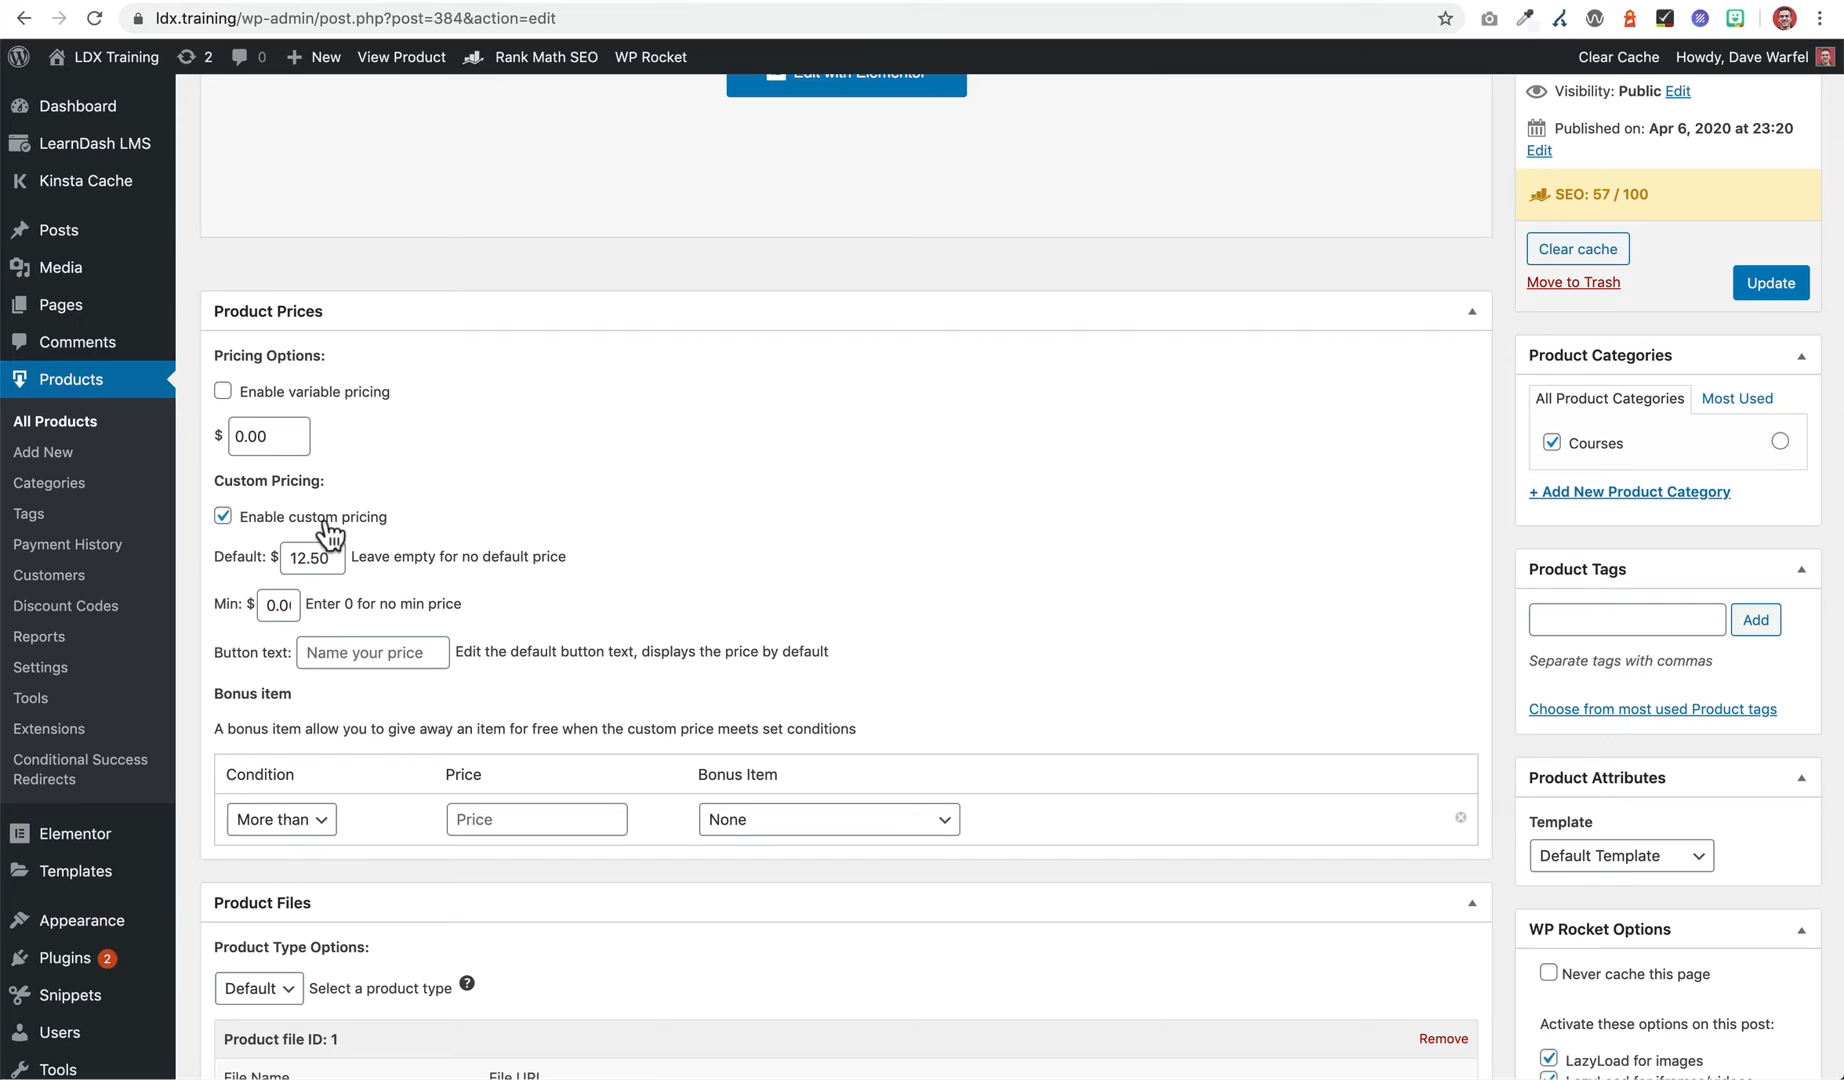 ldx.training/wp-admin/post.php?post=384&action=edit
LDX Training 2 0 New View Product Rank Math SEO WP Rocket Clear Cache Howdy, Dave Warfel
Dashboard
LearnDash LMS
Kinsta Cache
Posts
Media
Pages
Comments
Products
All Products
Add New
Categories
Tags
Payment History
Customers
Discount Codes
Reports
Settings
Tools
Extensions
Conditional Success
Redirects
Elementor
Templates
Appearance
Plugins 2
Snippets
Users
Tools
Edit with Elementor
Product Prices
Pricing Options:
Enable variable pricing
$ 0.00
Custom Pricing:
Enable custom pricing
Default: $ 12.50 Leave empty for no default price
Min: $ 0.0 Enter 0 for no min price
Button text: Name your price Edit the default button text, displays the price by default
Bonus item
A bonus item allow you to give away an item for free when the custom price meets set conditions
Condition Price Bonus Item
More than Price None
Product Files
Product Type Options:
Default Select a product type ?
Product file ID: 1 Remove
File Name File URL
Visibility: Public Edit
Published on: Apr 6, 2020 at 23:20
Edit
SEO: 57 / 100
Clear cache
Move to Trash Update
Product Categories
All Product Categories Most Used
Courses
+ Add New Product Category
Product Tags
Add
Separate tags with commas
Choose from most used Product tags
Product Attributes
Template
Default Template
WP Rocket Options
Never cache this page
Activate these options on this post:
LazyLoad for images
LazyLoad for iframes/videos